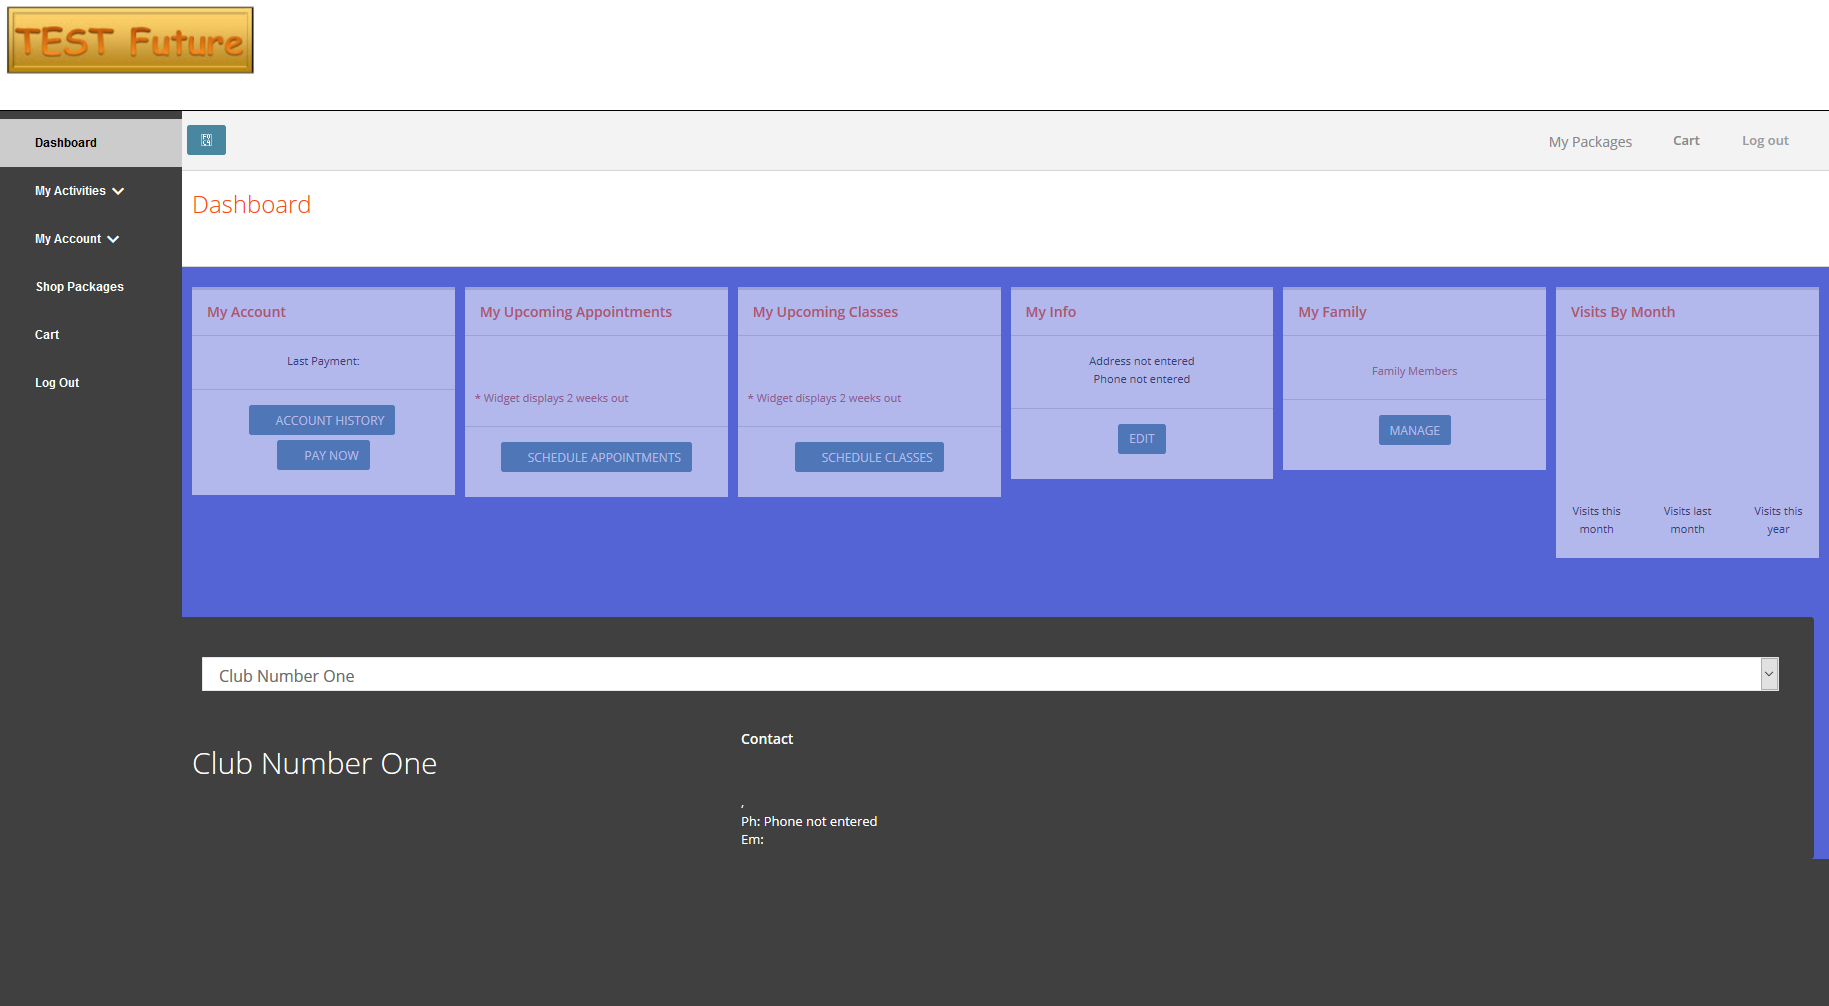 TEST Future
Dashboard
My Activities
My Account
Shop Packages
Cart
Log Out
My Packages
Cart
Log out
Dashboard
My Account
Last Payment:
ACCOUNT HISTORY
PAY NOW
My Upcoming Appointments
* Widget displays 2 weeks out
SCHEDULE APPOINTMENTS
My Upcoming Classes
* Widget displays 2 weeks out
SCHEDULE CLASSES
My Info
Address not entered
Phone not entered
EDIT
My Family
Family Members
MANAGE
Visits By Month
Visits this
month
Visits last
month
Visits this
year
Club Number One
Club Number One
Contact
,
Ph: Phone not entered
Em: